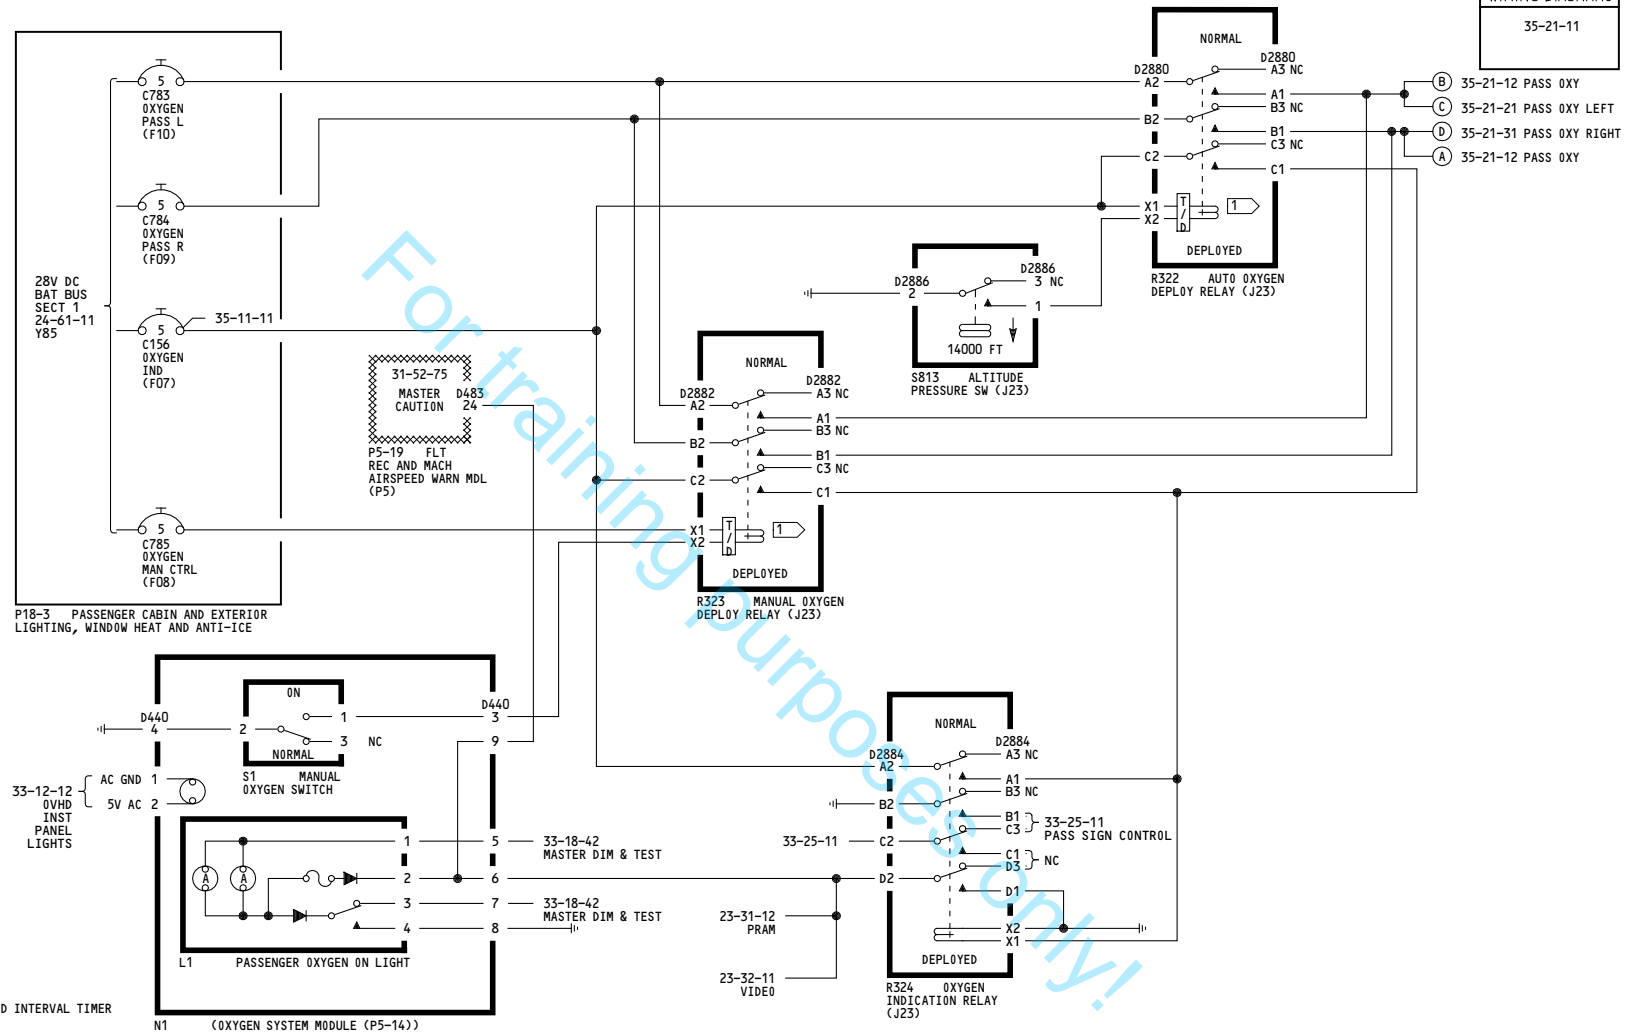 35-21-11
28V DC
BAT BUS
SECT 1
24-61-11
Y85
5
C783
OXYGEN
PASS L
(F10)
5
C784
OXYGEN
PASS R
(F09)
5
35-11-11
C156
OXYGEN
IND
(F07)
5
C785
OXYGEN
MAN CTRL
(F08)
P18-3 PASSENGER CABIN AND EXTERIOR
LIGHTING, WINDOW HEAT AND ANTI-ICE
31-52-75
MASTER
CAUTION
D483
24
P5-19 FLT
REC AND MACH
AIRSPEED WARN MDL
(P5)
NORMAL
D2880
A2
A3 NC
A1
B3 NC
B2
B1
C3 NC
C2
C1
X1
X2
T/D
1
DEPLOYED
D2880
R322 AUTO OXYGEN
DEPLOY RELAY (J23)
B 35-21-12 PASS OXY
C 35-21-21 PASS OXY LEFT
D 35-21-31 PASS OXY RIGHT
A 35-21-12 PASS OXY
D2886
2
D2886
3 NC
1
14000 FT
S813 ALTITUDE
PRESSURE SW (J23)
NORMAL
D2882
A2
D2882
A3 NC
A1
B3 NC
B2
B1
C3 NC
C2
C1
X1
X2
T/D
1
DEPLOYED
R323 MANUAL OXYGEN
DEPLOY RELAY (J23)
ON
D440
4
2
1
3 NC
NORMAL
S1 MANUAL
OXYGEN SWITCH
D440
3
9
33-12-12
OVHD
INST
PANEL
LIGHTS
AC GND 1
5V AC 2
A
A
1
2
3
4
5 33-18-42
MASTER DIM & TEST
6
7 33-18-42
MASTER DIM & TEST
8
L1 PASSENGER OXYGEN ON LIGHT
N1 (OXYGEN SYSTEM MODULE (P5-14))
D INTERVAL TIMER
23-31-12
PRAM
23-32-11
VIDEO
NORMAL
D2884
A2
D2884
A3 NC
A1
B3 NC
B2
B1
C3
33-25-11
PASS SIGN CONTROL
33-25-11
C2
C1
D3
NC
D2
D1
X2
X1
DEPLOYED
R324 OXYGEN
INDICATION RELAY
(J23)
For training purposes only!